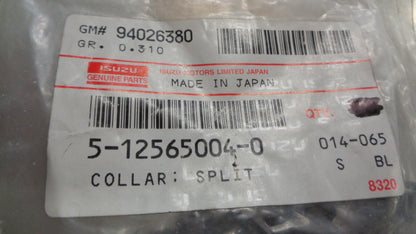 GM# 94026380
GR. 0.310
ISUZU
GENUINE PARTS
ISUZU MOTORS LIMITED JAPAN
MADE IN JAPAN
QTY
5-12565004-0
014-065
COLLAR: SPLIT
S BL
8320